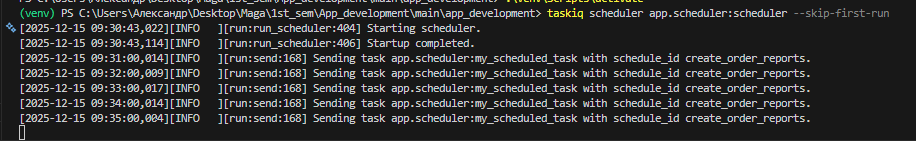 (venv) PS C:\Users\Александр\Desktop\Maga\1st_sem\App_development\main\app_development> taskiq scheduler app.scheduler:scheduler --skip-first-run
[2025-12-15 09:30:43,022][INFO   ][run:run_scheduler:404] Starting scheduler.
[2025-12-15 09:30:43,114][INFO   ][run:run_scheduler:406] Startup completed.
[2025-12-15 09:31:00,014][INFO   ][run:send:168] Sending task app.scheduler:my_scheduled_task with schedule_id create_order_reports.
[2025-12-15 09:32:00,009][INFO   ][run:send:168] Sending task app.scheduler:my_scheduled_task with schedule_id create_order_reports.
[2025-12-15 09:33:00,017][INFO   ][run:send:168] Sending task app.scheduler:my_scheduled_task with schedule_id create_order_reports.
[2025-12-15 09:34:00,014][INFO   ][run:send:168] Sending task app.scheduler:my_scheduled_task with schedule_id create_order_reports.
[2025-12-15 09:35:00,004][INFO   ][run:send:168] Sending task app.scheduler:my_scheduled_task with schedule_id create_order_reports.